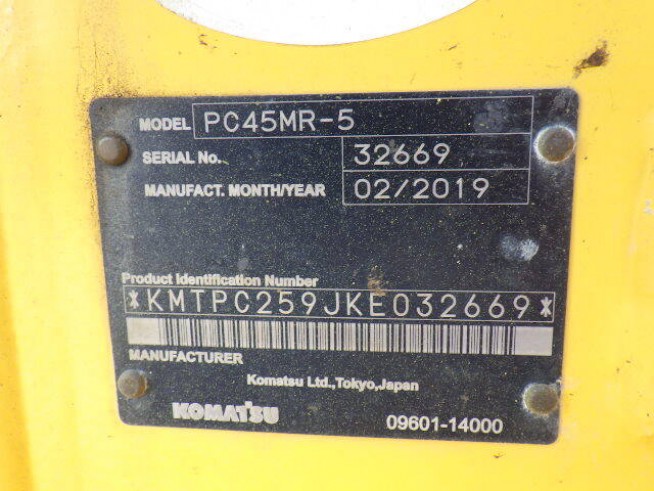 MODEL PC45MR-5
SERIAL No. 32669
MANUFACT. MONTH/YEAR 02/2019
Product Identification Number
*KMTPC259JKE032669*
MANUFACTURER
Komatsu Ltd.,Tokyo,Japan
KOMATSU 09601-14000